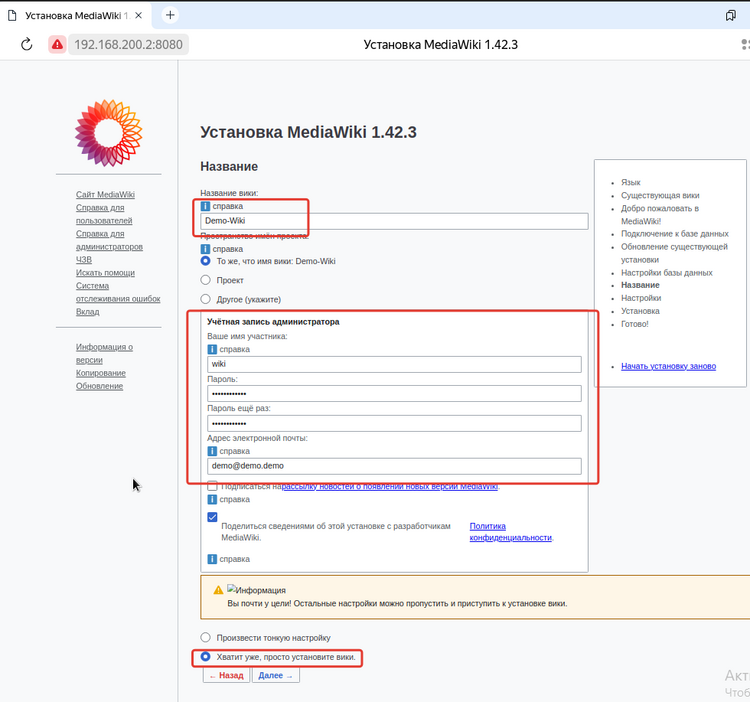 Установка MediaWiki 1
192.168.200.2:8080
Установка MediaWiki 1.42.3
Сайт MediaWiki
Справка для
пользователей
Справка для
администраторов
ЧЗВ
Искать помощи
Система
отслеживания ошибок
Вклад
Информация о
версии
Копирование
Обновление
Установка MediaWiki 1.42.3
Название
Название вики:
справка
Demo-Wiki
Пространство имён проекта:
справка
То же, что имя вики: Demo-Wiki
Проект
Другое (укажите)
Учётная запись администратора
Ваше имя участника:
справка
wiki
Пароль:
••••••••••••
Пароль ещё раз:
••••••••••••
Адрес электронной почты:
справка
demo@demo.demo
Подписаться на рассылку новостей о появлении новых версий MediaWiki.
справка
Поделиться сведениями об этой установке с разработчикам
MediaWiki.
Политика
конфиденциальности.
справка
Информация
Вы почти у цели! Остальные настройки можно пропустить и приступить к установке вики.
Произвести тонкую настройку
Хватит уже, просто установите вики.
← Назад
Далее →
Язык
Существующая вики
Добро пожаловать в
MediaWiki!
Подключение к базе данных
Обновление существующей
установки
Настройки базы данных
Название
Настройки
Установка
Готово!
Начать установку заново
Акт
Чтоб